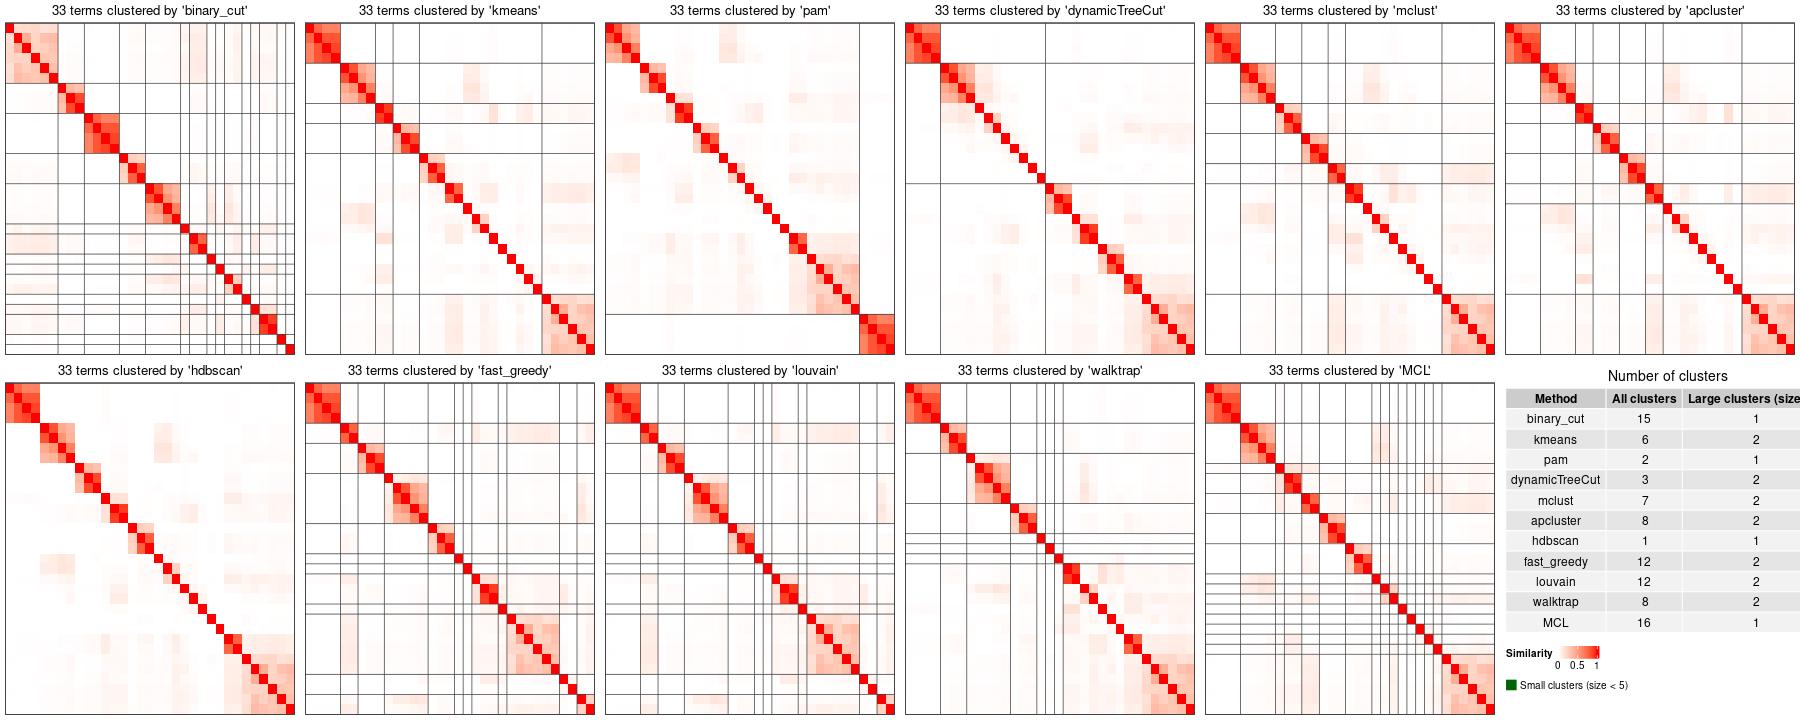 33 terms clustered by 'binary_cut'
33 terms clustered by 'kmeans'
33 terms clustered by 'pam'
33 terms clustered by 'dynamicTreeCut'
33 terms clustered by 'mclust'
33 terms clustered by 'apcluster'
33 terms clustered by 'hdbscan'
33 terms clustered by 'fast_greedy'
33 terms clustered by 'louvain'
33 terms clustered by 'walktrap'
33 terms clustered by 'MCL'
Number of clusters
Method All clusters Large clusters (size
binary_cut 15 1
kmeans 6 2
pam 2 1
dynamicTreeCut 3 2
mclust 7 2
apcluster 8 2
hdbscan 1 1
fast_greedy 12 2
louvain 12 2
walktrap 8 2
MCL 16 1
Similarity
0 0.5 1
Small clusters (size < 5)